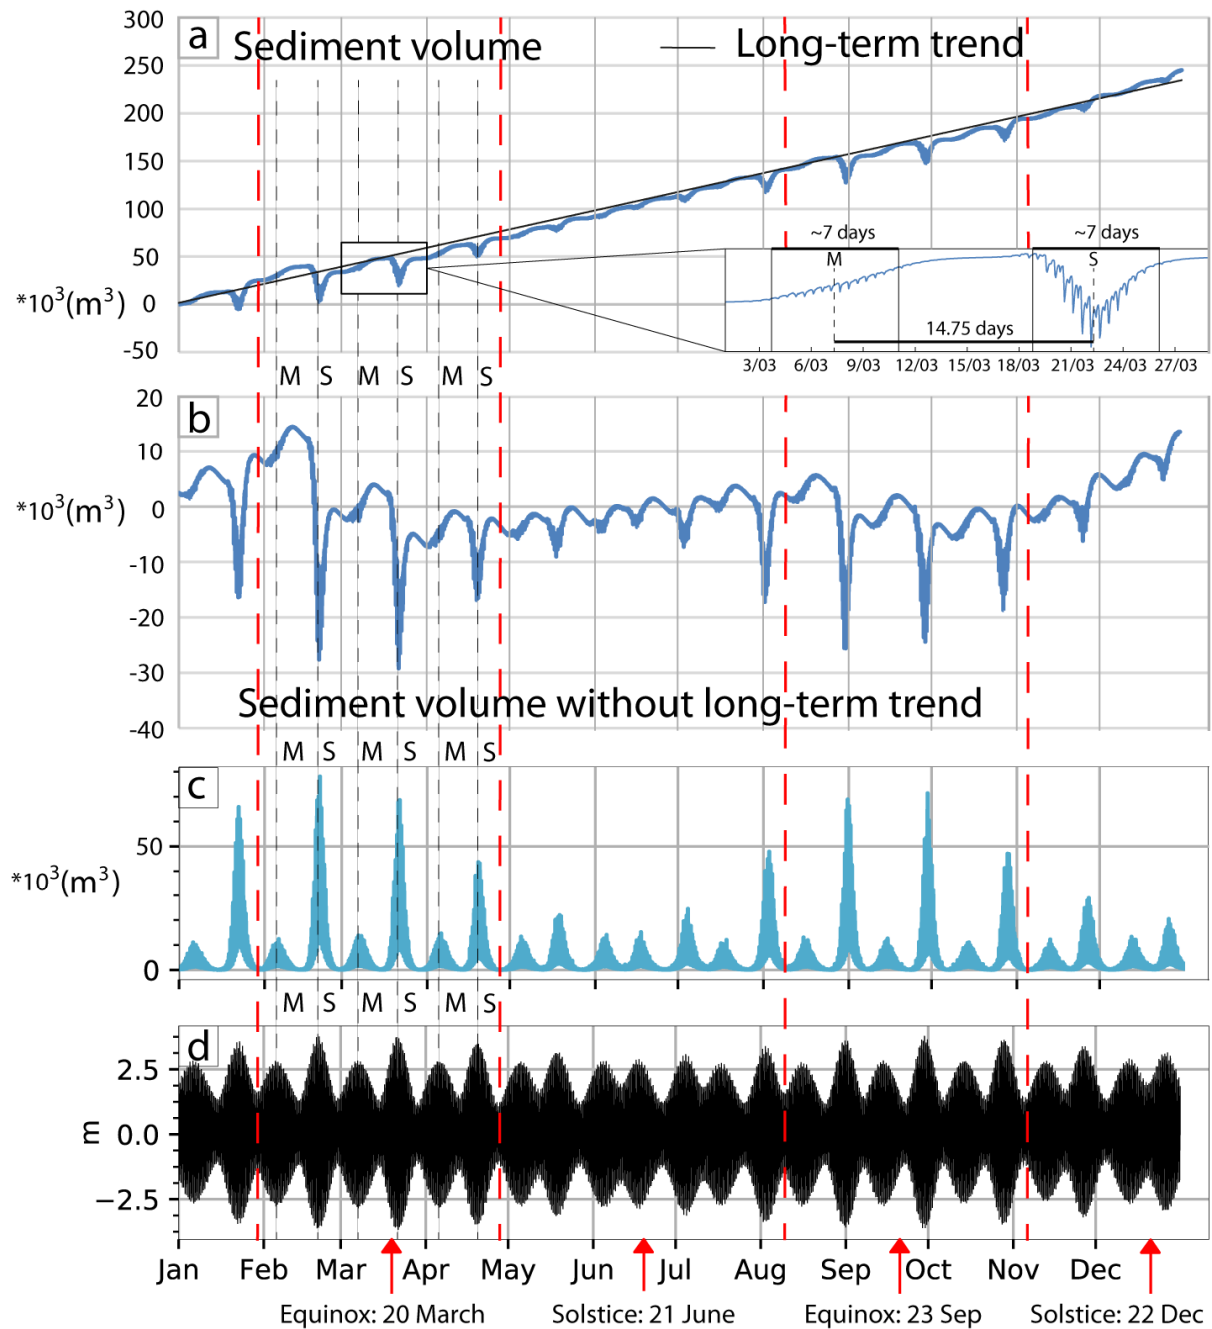 300
a
Sediment volume
Long-term trend
250
200
150
100
50
*10³(m³)
0
-50
~7 days
~7 days
M
S
14.75 days
3/03 6/03 11/03 12/03 15/03 18/03 21/03 24/03 27/03
M S M S M S
20
b
10
*10³(m³)
0
-10
-20
-30
-40
Sediment volume without long-term trend
M S M S M S
c
50
*10³(m³)
0
M S M S M S
d
2.5
m
0.0
−2.5
Jan Feb Mar Apr May Jun Jul Aug Sep Oct Nov Dec
Equinox: 20 March
Solstice: 21 June
Equinox: 23 Sep
Solstice: 22 Dec